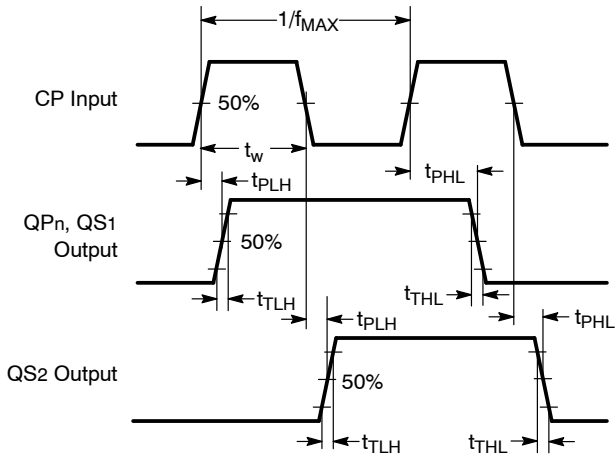 1/fMAX
CP Input
50%
tw
tPLH
tPHL
QPn, QS1
Output
50%
tTLH
tTHL
tPLH
tPHL
QS2 Output
50%
tTLH
tTHL